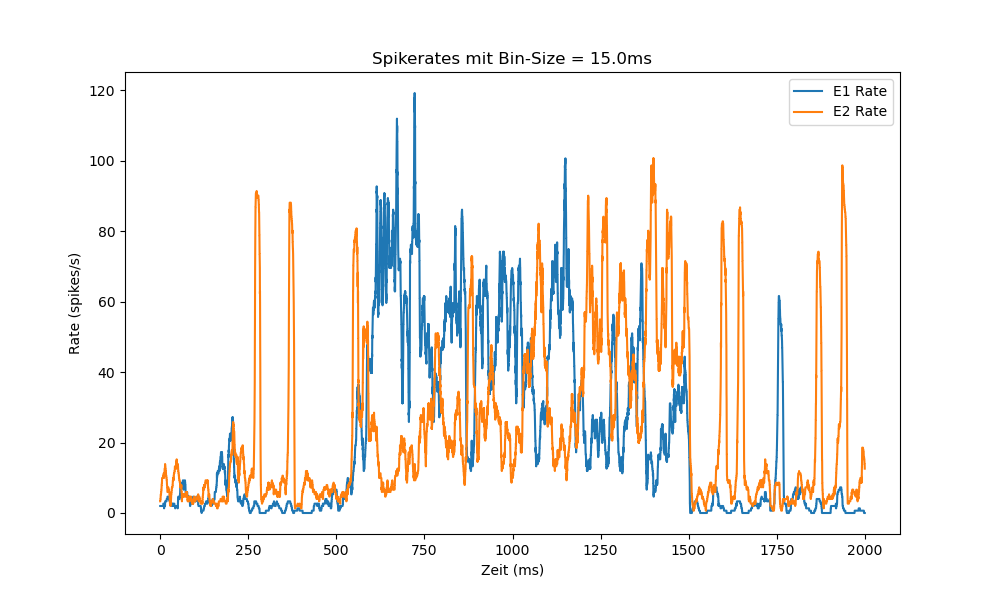 Spikerates mit Bin-Size = 15.0ms
E1 Rate
E2 Rate
Rate (spikes/s)
120
100
80
60
40
20
0
0 250 500 750 1000 1250 1500 1750 2000
Zeit (ms)